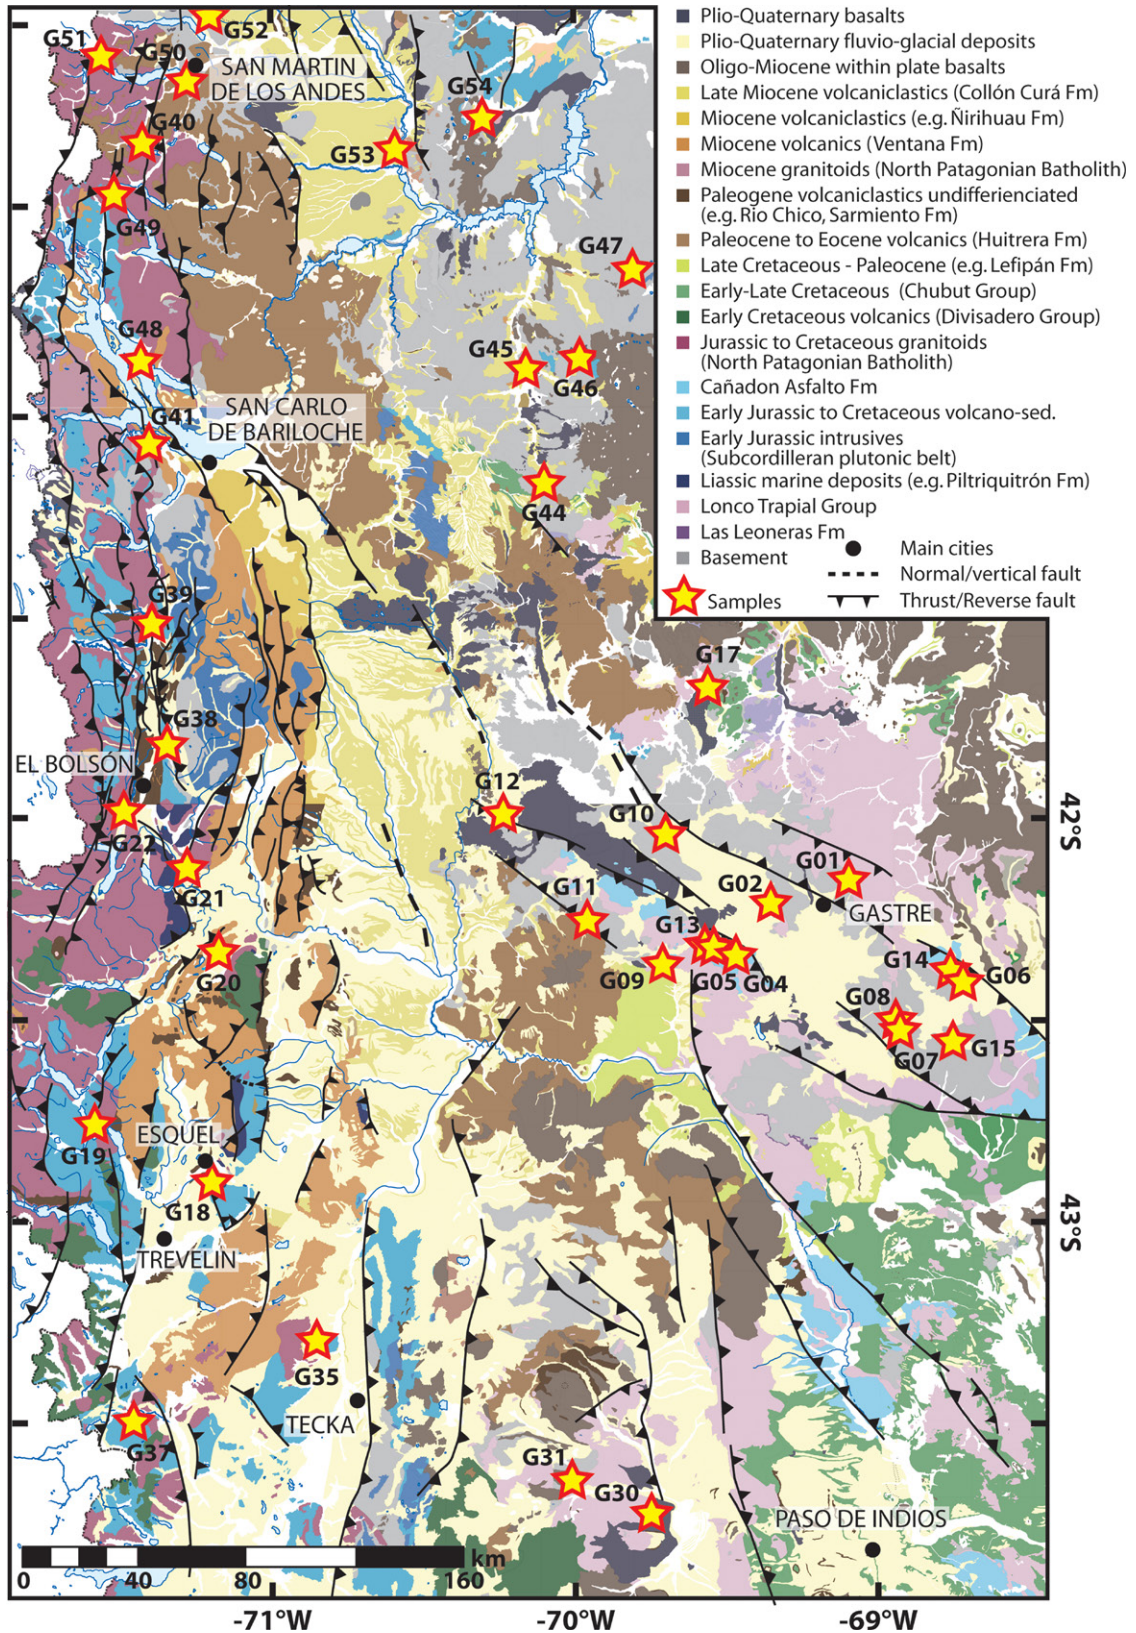 G51
G50
G52
SAN MARTIN
DE LOS ANDES
G54
G40
G53
G49
G47
G48
G45
G46
SAN CARLO
DE BARILOCHE
G41
G44
G39
G17
G38
EL BOLSON
G12
G10
G22
G01
G02
G21
G11
GASTRE
G13
G20
G09
G05
G04
G14
G06
G08
G07
G15
ESQUEL
G19
G18
TREVELIN
G35
TECKA
G37
G31
G30
PASO DE INDIOS
Plio-Quaternary basalts
Plio-Quaternary fluvio-glacial deposits
Oligo-Miocene within plate basalts
Late Miocene volcaniclastics (Collón Curá Fm)
Miocene volcaniclastics (e.g. Ñirihuau Fm)
Miocene volcanics (Ventana Fm)
Miocene granitoids (North Patagonian Batholith)
Paleogene volcaniclastics undifferienciated
(e.g. Rio Chico, Sarmiento Fm)
Paleocene to Eocene volcanics (Huitrera Fm)
Late Cretaceous - Paleocene (e.g. Lefipán Fm)
Early-Late Cretaceous (Chubut Group)
Early Cretaceous volcanics (Divisadero Group)
Jurassic to Cretaceous granitoids
(North Patagonian Batholith)
Cañadon Asfalto Fm
Early Jurassic to Cretaceous volcano-sed.
Early Jurassic intrusives
(Subcordilleran plutonic belt)
Liassic marine deposits (e.g. Piltriquitrón Fm)
Lonco Trapial Group
Las Leoneras Fm
Basement
Main cities
Normal/vertical fault
Samples
Thrust/Reverse fault
42°S
43°S
km
0 40 80 160
-71°W -70°W -69°W